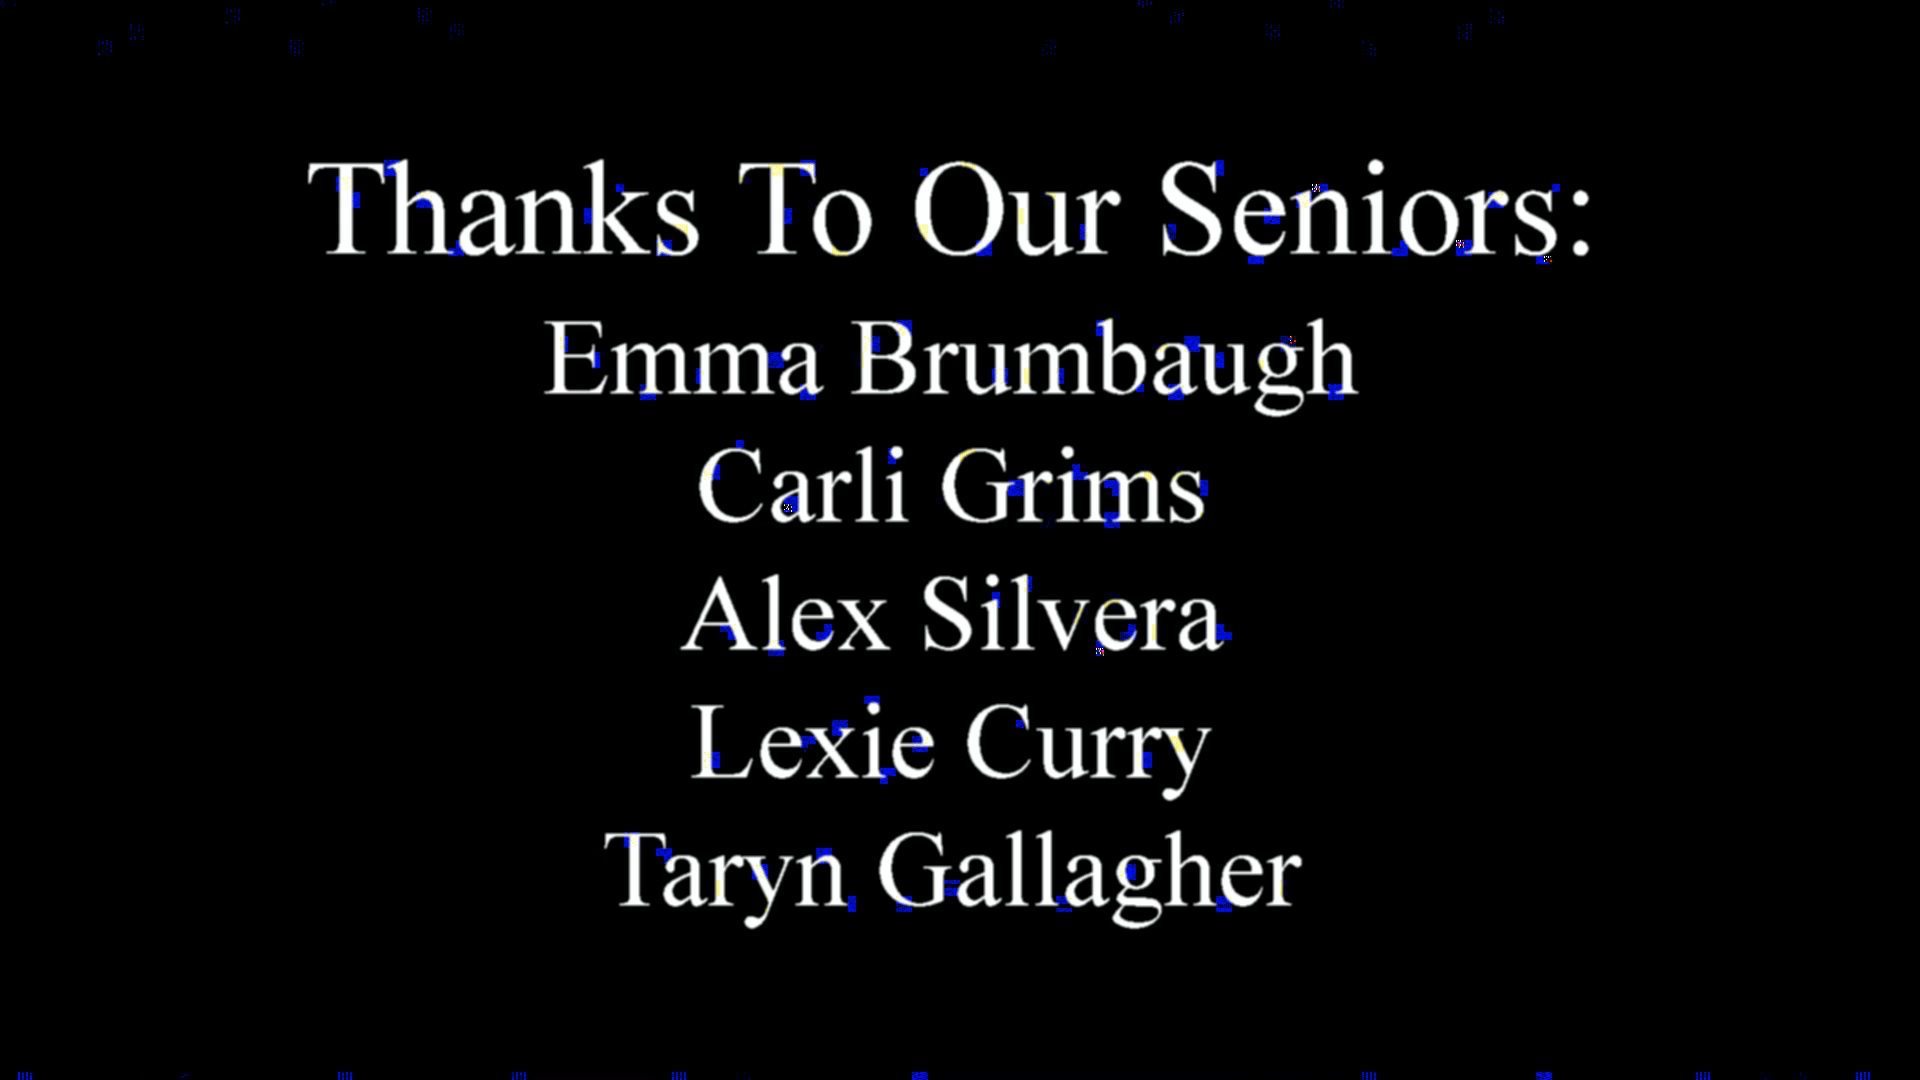 Thanks To Our Seniors:
Emma Brumbaugh
Carli Grims
Alex Silvera
Lexie Curry
Taryn Gallagher